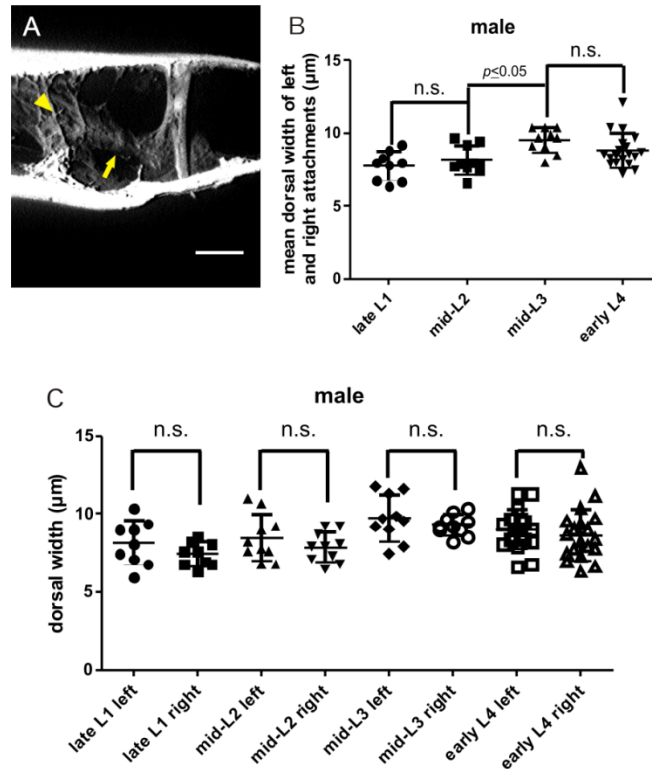 A
B
male
n.s.
p≤0.05
n.s.
mean dorsal width of left
and right attachments (µm)
15
10
5
0
late L1
mid-L2
mid-L3
early L4
C
male
n.s.
n.s.
n.s.
n.s.
dorsal width (µm)
15
10
5
0
late L1 left
late L1 right
mid-L2 left
mid-L2 right
mid-L3 left
mid-L3 right
early L4 left
early L4 right